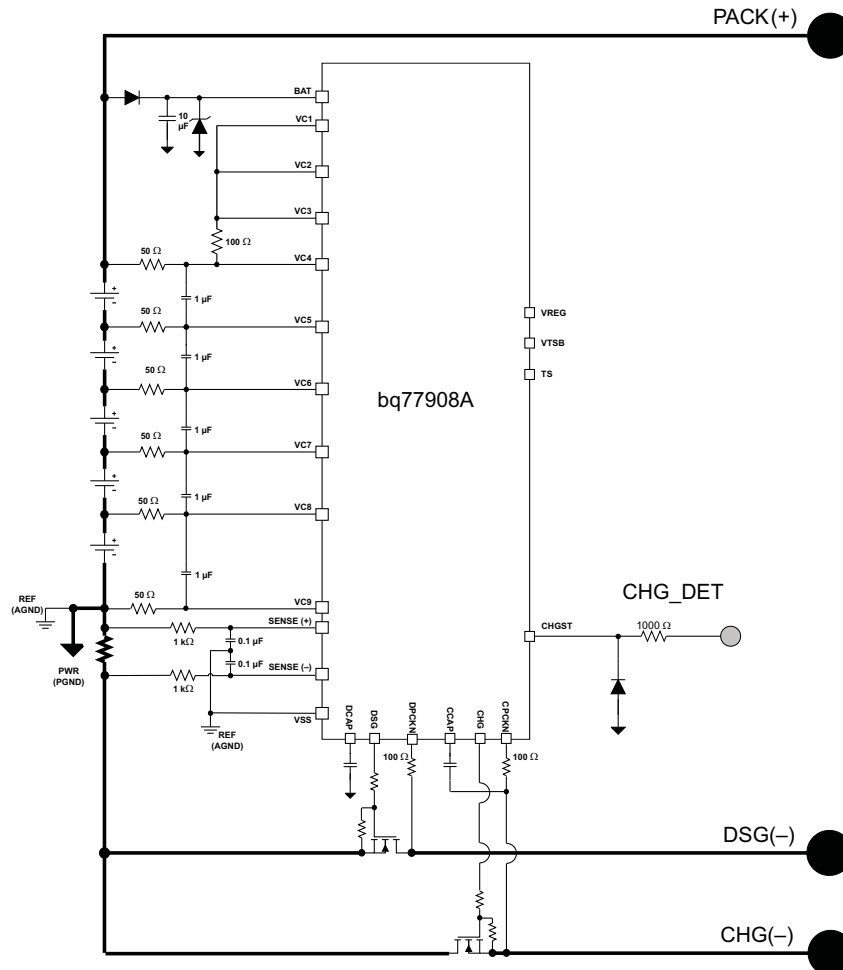 PACK(+)
BAT
10
µF
VC1
VC2
VC3
100 Ω
50 Ω
VC4
1 µF
50 Ω
VC5
VREG
VTSB
1 µF
50 Ω
VC6
TS
bq77908A
1 µF
50 Ω
VC7
1 µF
50 Ω
VC8
1 µF
50 Ω
VC9
REF
(AGND)
SENSE (+)
1 kΩ
0.1 µF
0.1 µF
SENSE (–)
1 kΩ
PWR
(PGND)
VSS
REF
(AGND)
CHG_DET
CHGST
1000 Ω
DCAP
DSG
DPCKN
CCAP
CHG
CPCKN
100 Ω
100 Ω
DSG(–)
CHG(–)
+
–
+
–
+
–
+
–
+
–